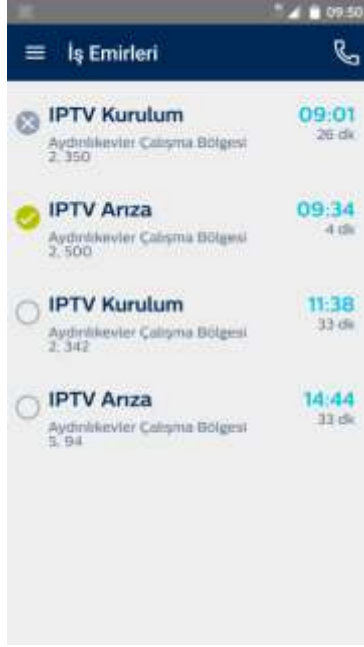 09:50
İş Emirleri
IPTV Kurulum 09:01
Aydınlıkevler Çalışma Bölgesi 26 dk
2, 350
IPTV Arıza 09:34
Aydınlıkevler Çalışma Bölgesi 4 dk
2, 500
IPTV Kurulum 11:38
Aydınlıkevler Çalışma Bölgesi 33 dk
2, 342
IPTV Arıza 14:44
Aydınlıkevler Çalışma Bölgesi 33 dk
5, 94